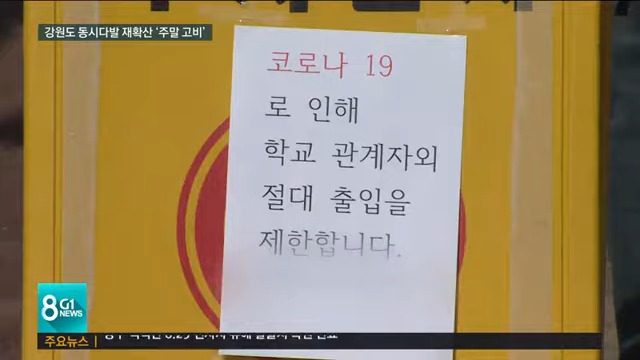 강원도 동시다발 재확산 '주말 고비'
코로나 19
로 인해
학교 관계자외
절대 출입을
제한합니다.
8 G1
NEWS
주요뉴스